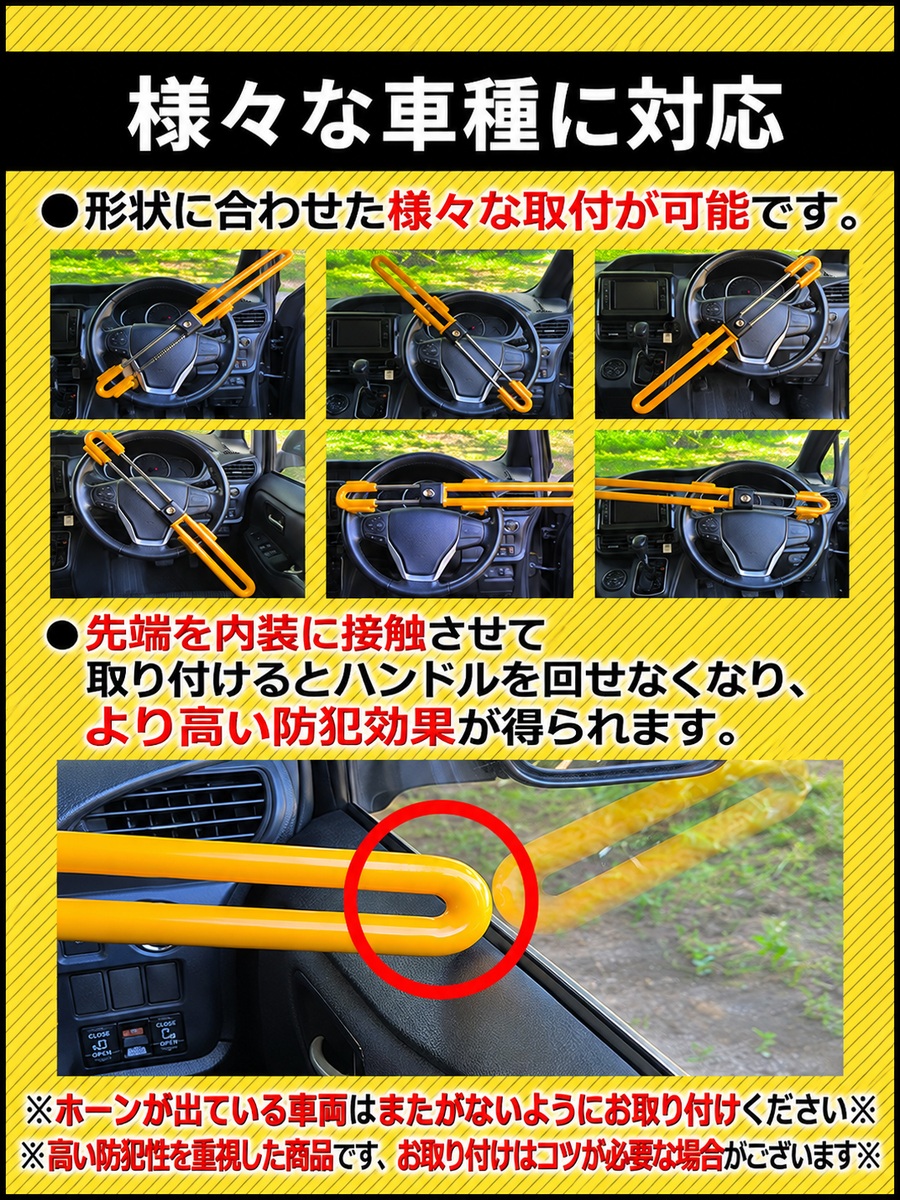 様々な車種に対応
●形状に合わせた様々な取付が可能です。
●先端を内装に接触させて
取り付けるとハンドルを回せなくなり、
より高い防犯効果が得られます。
CLOSE
OPEN
CLOSE
OPEN
※ホーンが出ている車両はまたがないようにお取り付けください※
※高い防犯性を重視した商品です、お取り付けはコツが必要な場合がございます※